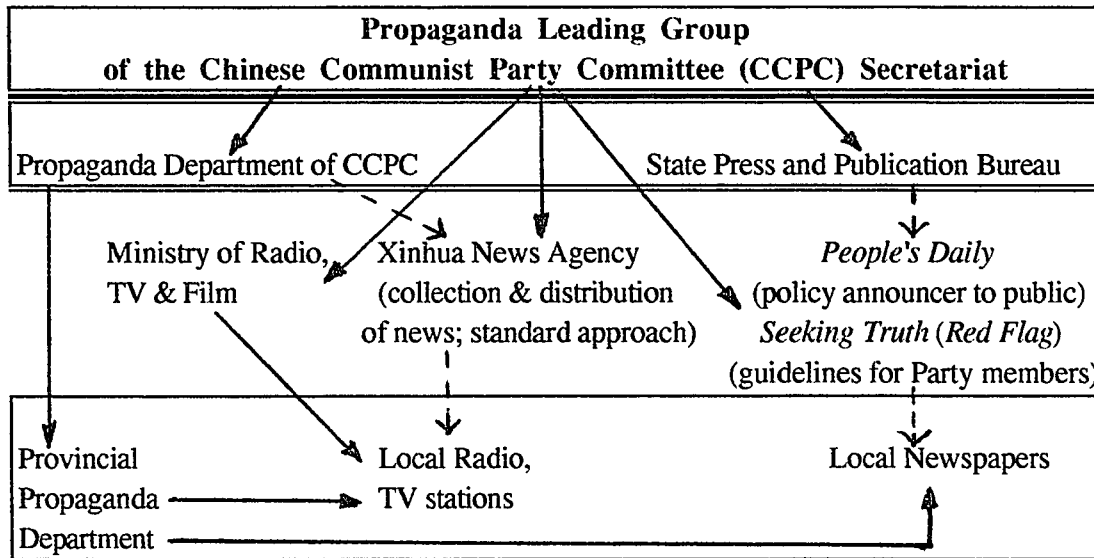 Propaganda Leading Group
of the Chinese Communist Party Committee (CCPC) Secretariat
Propaganda Department of CCPC
State Press and Publication Bureau
Ministry of Radio,
TV & Film
Xinhua News Agency
(collection & distribution
of news; standard approach)
People's Daily
(policy announcer to public)
Seeking Truth (Red Flag)
(guidelines for Party members)
Provincial
Propaganda
Department
Local Radio,
TV stations
Local Newspapers